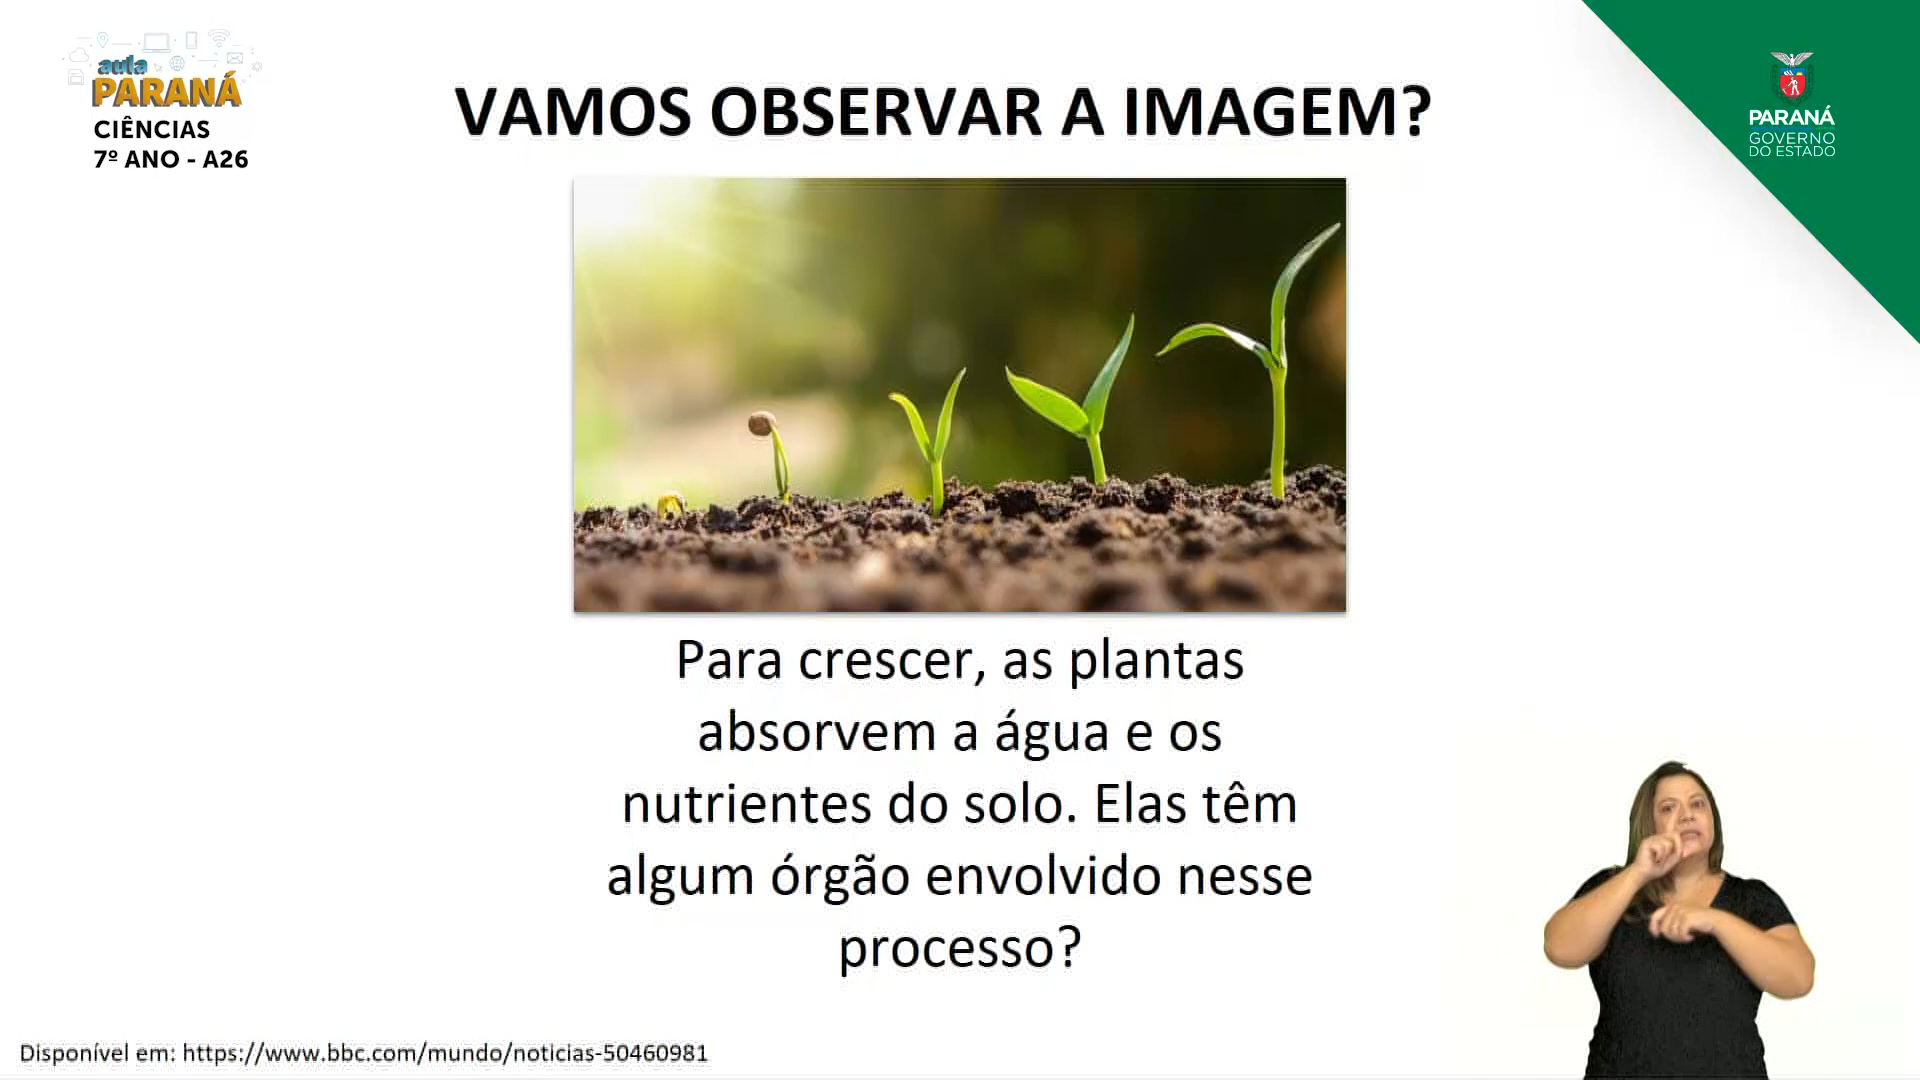 aula
PARANÁ
CIÊNCIAS
7º ANO - A26
VAMOS OBSERVAR A IMAGEM?
PARANÁ
GOVERNO
DO ESTADO
Para crescer, as plantas
absorvem a água e os
nutrientes do solo. Elas têm
algum órgão envolvido nesse
processo?
Disponível em: https://www.bbc.com/mundo/noticias-50460981